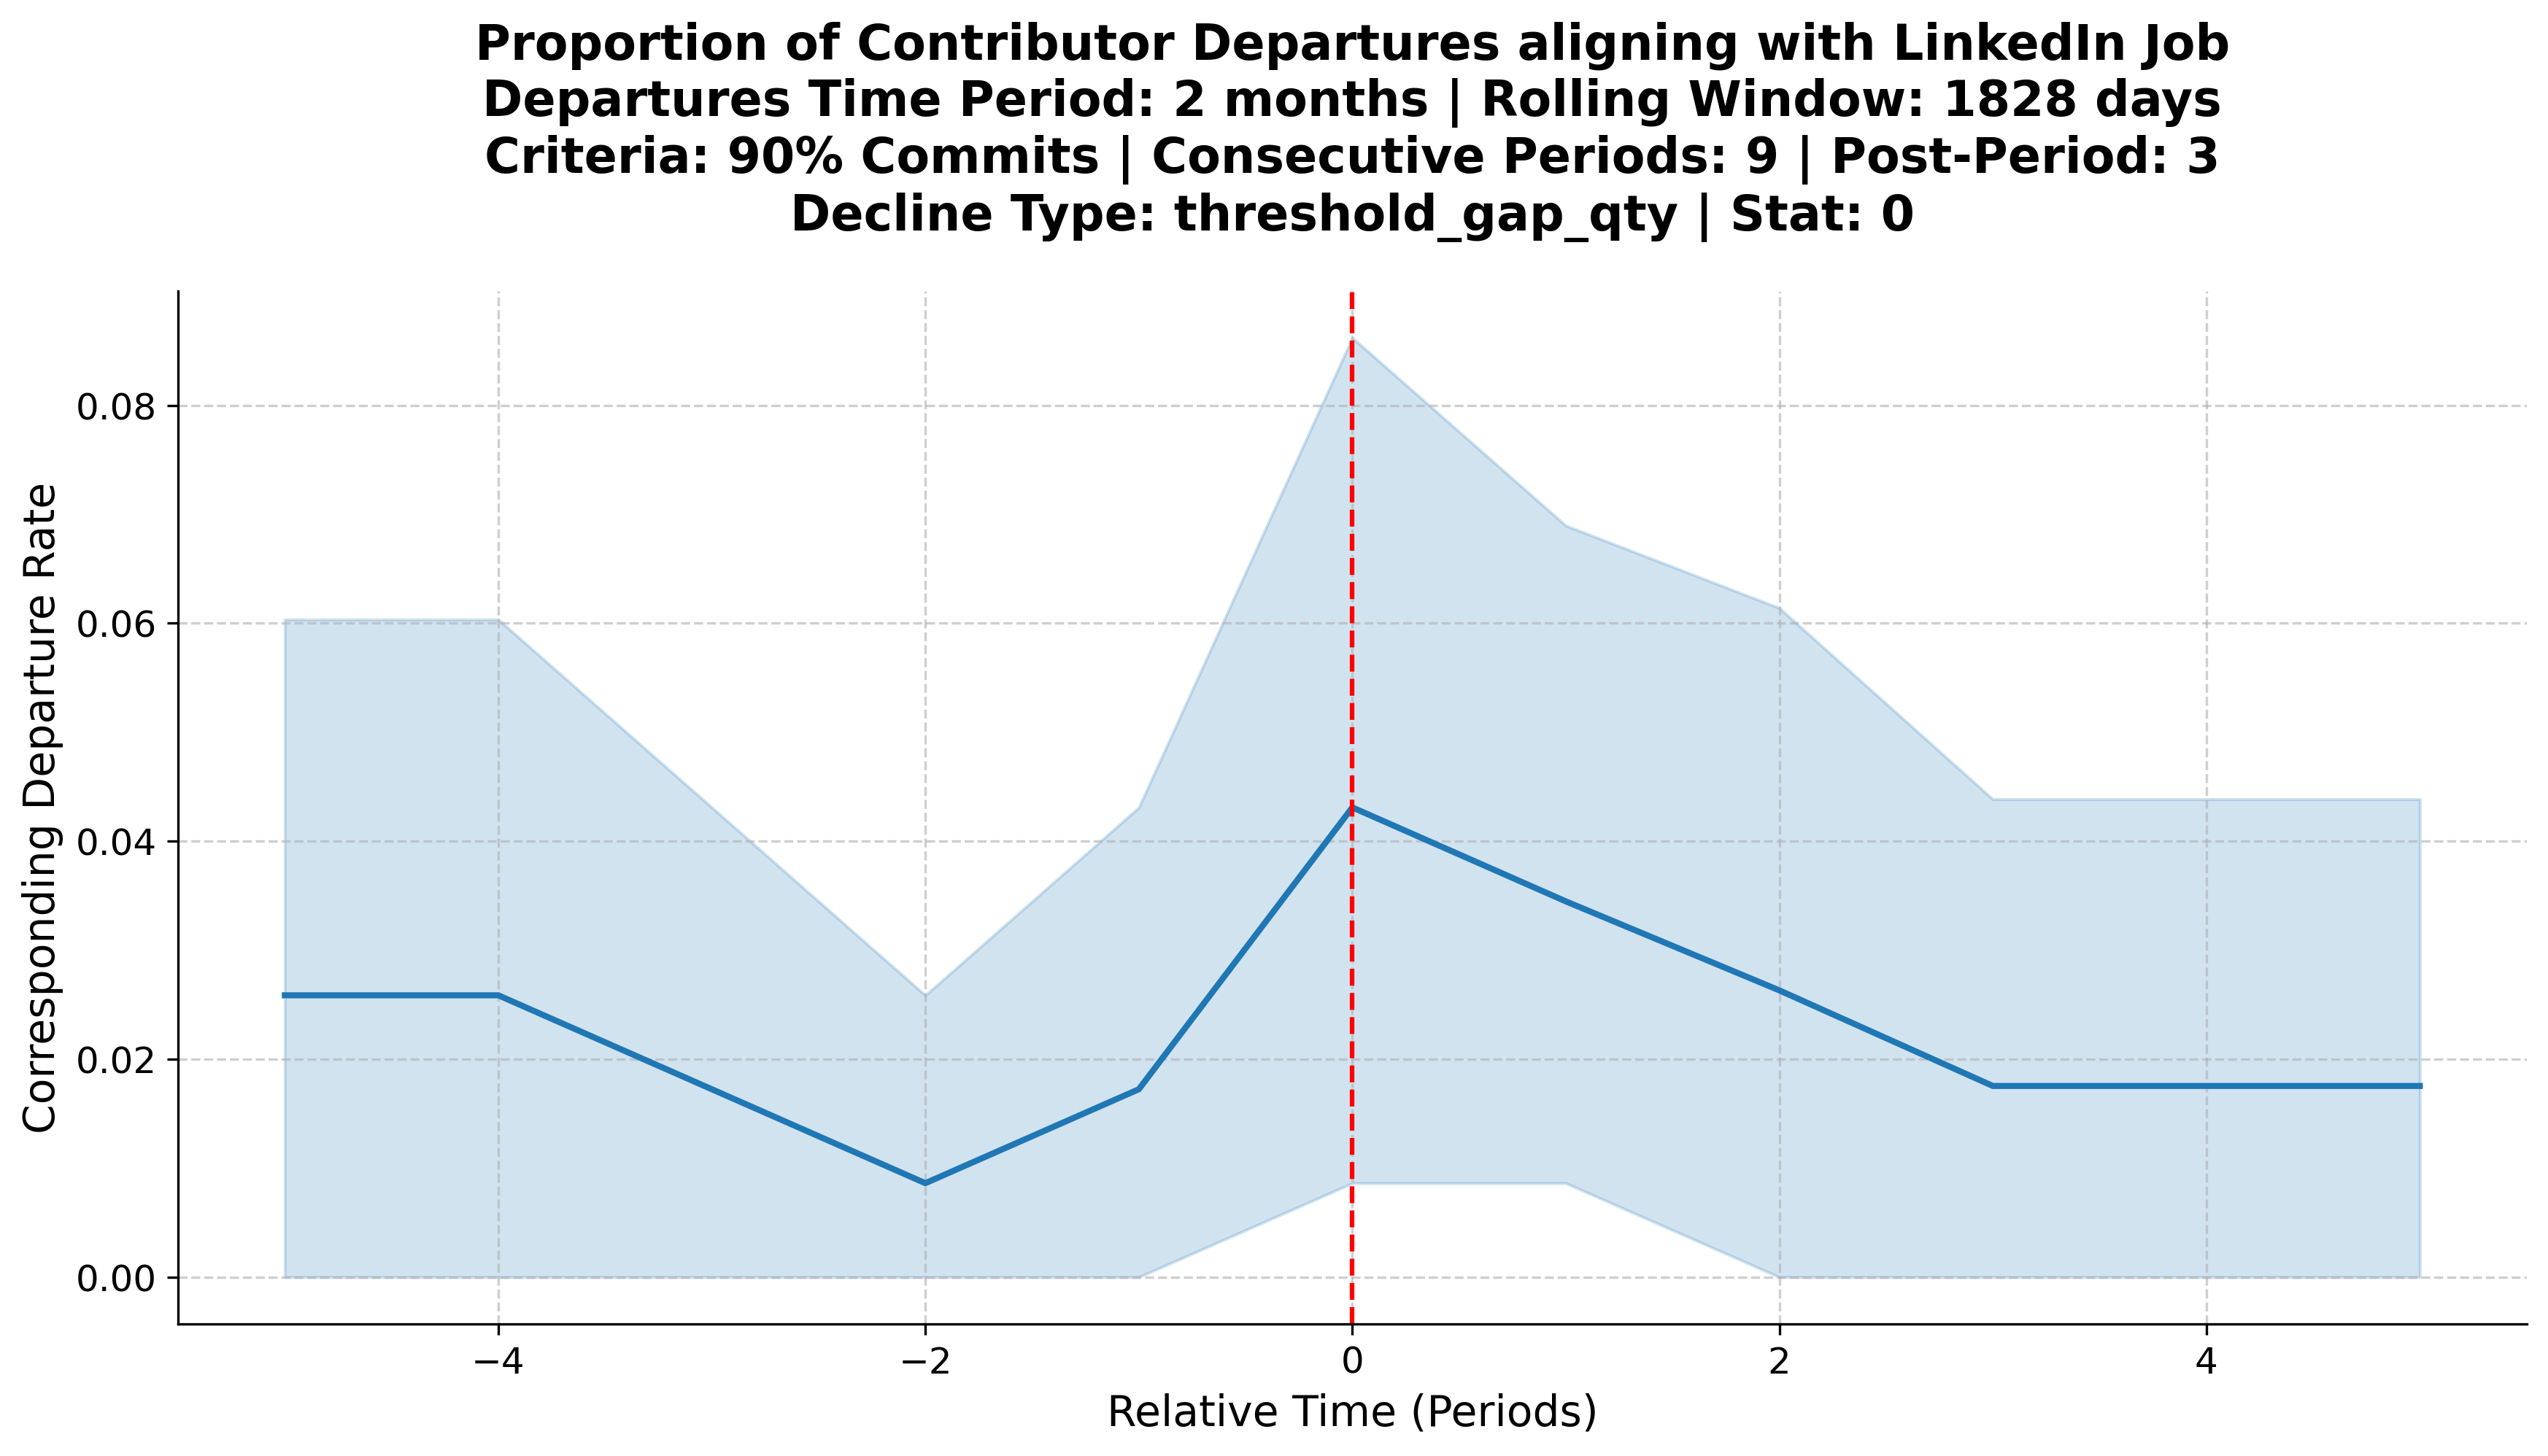 Proportion of Contributor Departures aligning with LinkedIn Job
Departures Time Period: 2 months | Rolling Window: 1828 days
Criteria: 90% Commits | Consecutive Periods: 9 | Post-Period: 3
Decline Type: threshold_gap_qty | Stat: 0
Corresponding Departure Rate
0.08
0.06
0.04
0.02
0.00
−4
−2
0
2
4
Relative Time (Periods)